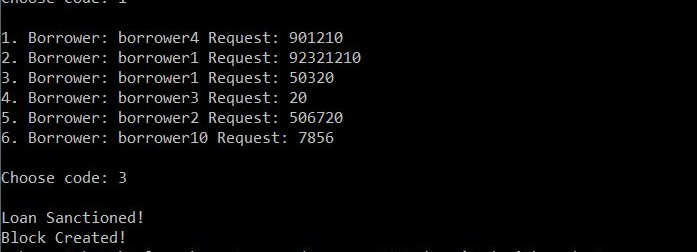 Choose code: 1
1. Borrower: borrower4 Request: 901210
2. Borrower: borrower1 Request: 92321210
3. Borrower: borrower1 Request: 50320
4. Borrower: borrower3 Request: 20
5. Borrower: borrower2 Request: 506720
6. Borrower: borrower10 Request: 7856
Choose code: 3
Loan Sanctioned!
Block Created!